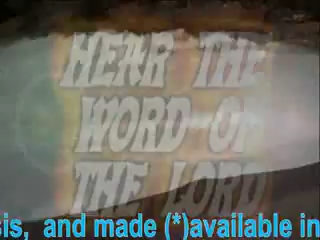 HEAR THE
WORD OF
THE LORD
sis, and made (*)available in